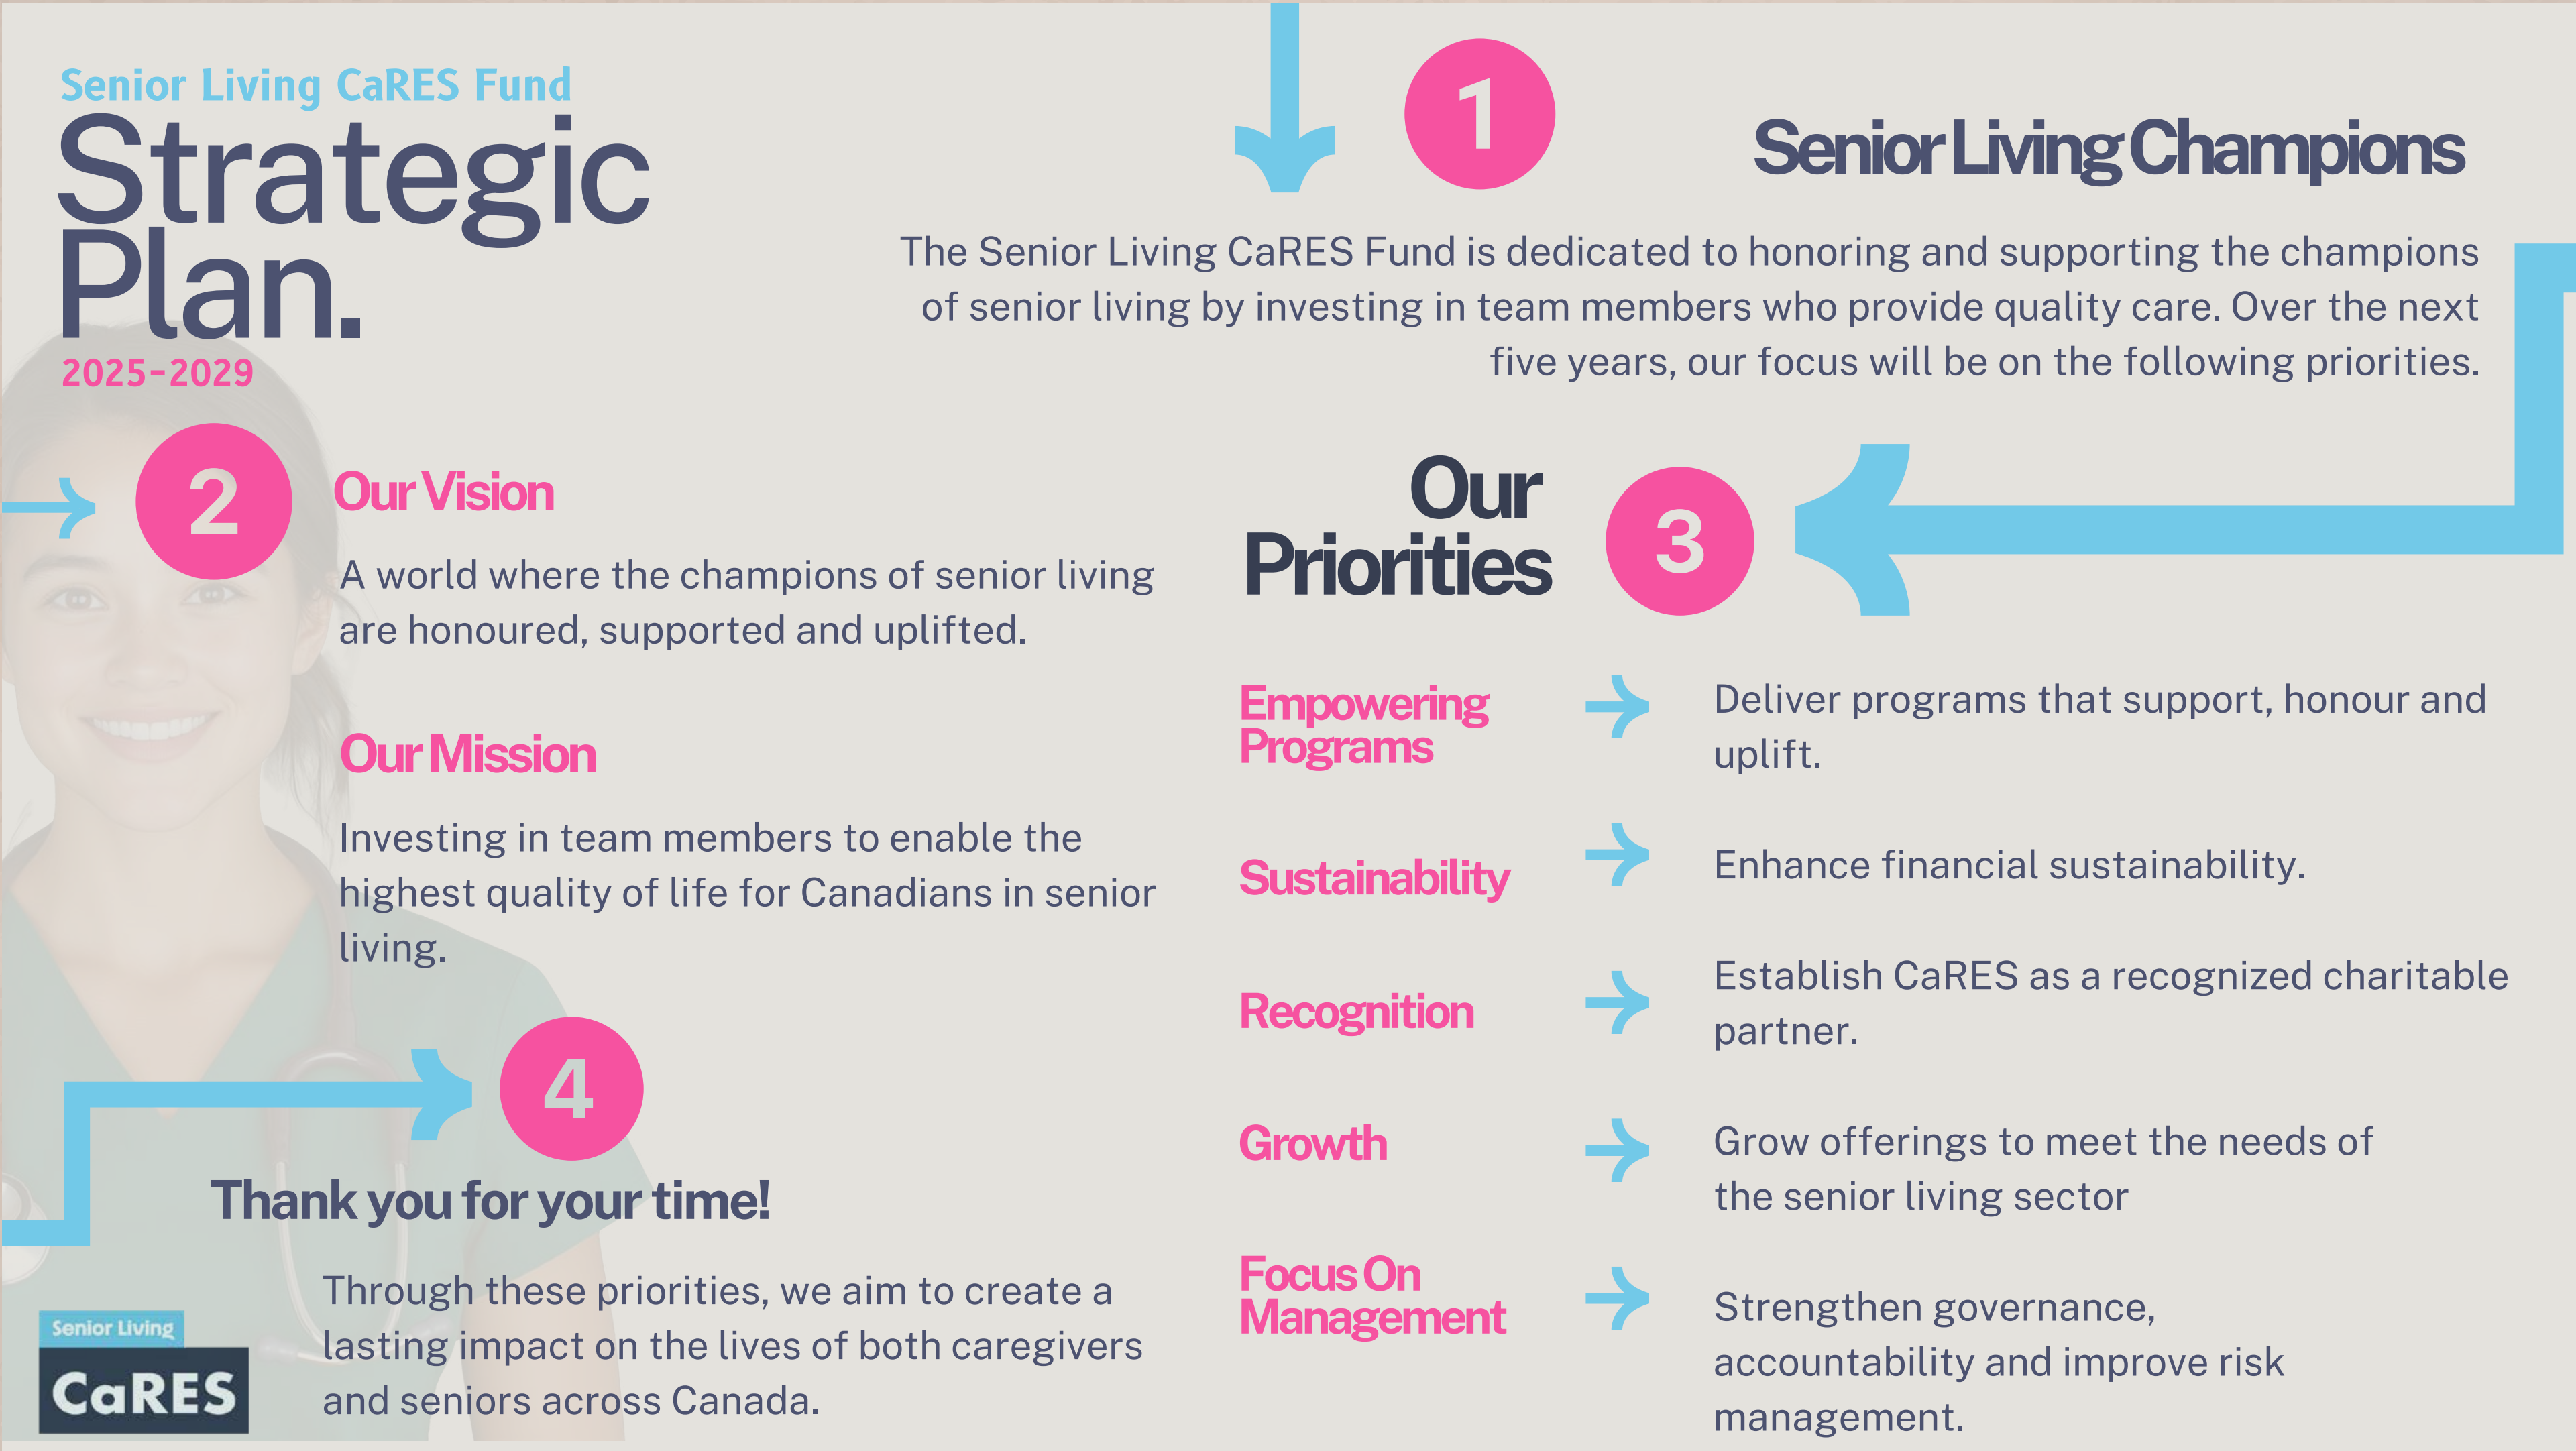 Senior Living CaRES Fund
Strategic
Plan.
2025-2029
1
Senior Living Champions
The Senior Living CaRES Fund is dedicated to honoring and supporting the champions
of senior living by investing in team members who provide quality care. Over the next
five years, our focus will be on the following priorities.
2
Our Vision
A world where the champions of senior living
are honoured, supported and uplifted.
Our Mission
Investing in team members to enable the
highest quality of life for Canadians in senior
living.
Our
Priorities
3
Empowering
Programs
Deliver programs that support, honour and
uplift.
Sustainability
Enhance financial sustainability.
Recognition
Establish CaRES as a recognized charitable
partner.
Growth
Grow offerings to meet the needs of
the senior living sector
Focus On
Management
Strengthen governance,
accountability and improve risk
management.
4
Thank you for your time!
Through these priorities, we aim to create a
lasting impact on the lives of both caregivers
and seniors across Canada.
Senior Living
CaRES